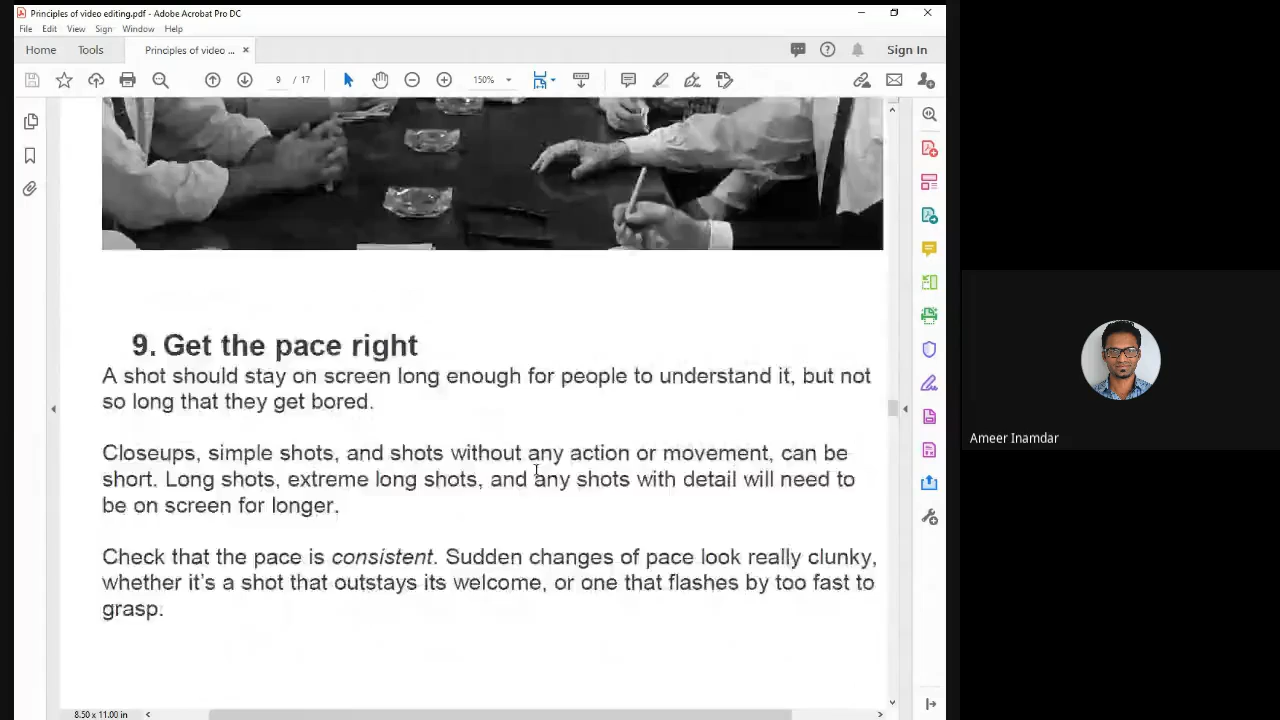 Principles of video editing.pdf - Adobe Acrobat Pro DC
File Edit View Sign Window Help
Home Tools Principles of video ... × Sign In
9 / 17 150%
9. Get the pace right
A shot should stay on screen long enough for people to understand it, but not
so long that they get bored.
Closeups, simple shots, and shots without any action or movement, can be
short. Long shots, extreme long shots, and any shots with detail will need to
be on screen for longer.
Check that the pace is consistent. Sudden changes of pace look really clunky,
whether it's a shot that outstays its welcome, or one that flashes by too fast to
grasp.
8.50 x 11.00 in
Ameer Inamdar